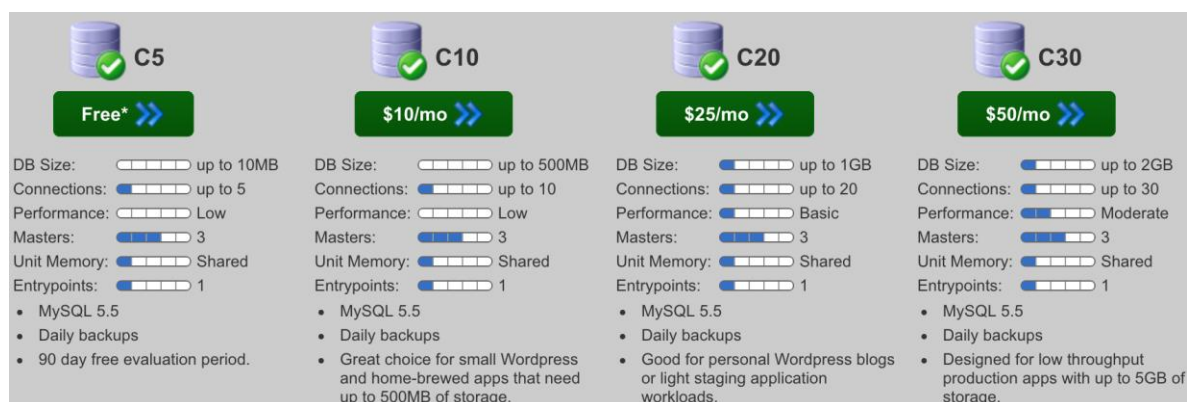 C5
Free*
DB Size: up to 10MB
Connections: up to 5
Performance: Low
Masters: 3
Unit Memory: Shared
Entrypoints: 1
• MySQL 5.5
• Daily backups
• 90 day free evaluation period.
C10
$10/mo
DB Size: up to 500MB
Connections: up to 10
Performance: Low
Masters: 3
Unit Memory: Shared
Entrypoints: 1
• MySQL 5.5
• Daily backups
• Great choice for small Wordpress
and home-brewed apps that need
up to 500MB of storage.
C20
$25/mo
DB Size: up to 1GB
Connections: up to 20
Performance: Basic
Masters: 3
Unit Memory: Shared
Entrypoints: 1
• MySQL 5.5
• Daily backups
• Good for personal Wordpress blogs
or light staging application
workloads.
C30
$50/mo
DB Size: up to 2GB
Connections: up to 30
Performance: Moderate
Masters: 3
Unit Memory: Shared
Entrypoints: 1
• MySQL 5.5
• Daily backups
• Designed for low throughput
production apps with up to 5GB of
storage.